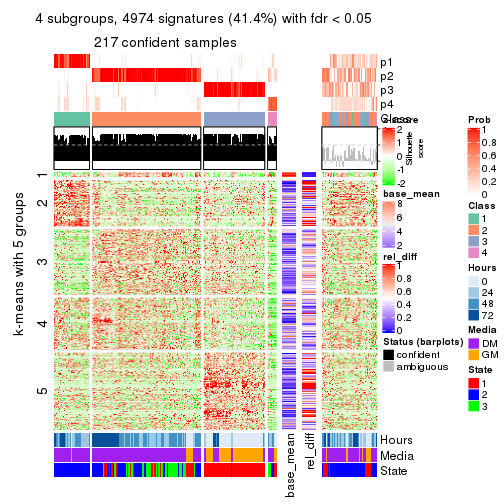 4 subgroups, 4974 signatures (41.4%) with fdr < 0.05
217 confident samples
p1
p2
p3
p4
Class
z-score
2
1
0
-1
-2
Silhouette
score
k-means with 5 groups
1
2
3
4
5
base_mean
8
6
4
2
rel_diff
1
0.8
0.6
0.4
0.2
0
Status (barplots)
confident
ambiguous
Prob
1
0.8
0.6
0.4
0.2
0
Class
1
2
3
4
Hours
0
24
48
72
Media
DM
GM
State
1
2
3
Hours
Media
State
base_mean
rel_diff